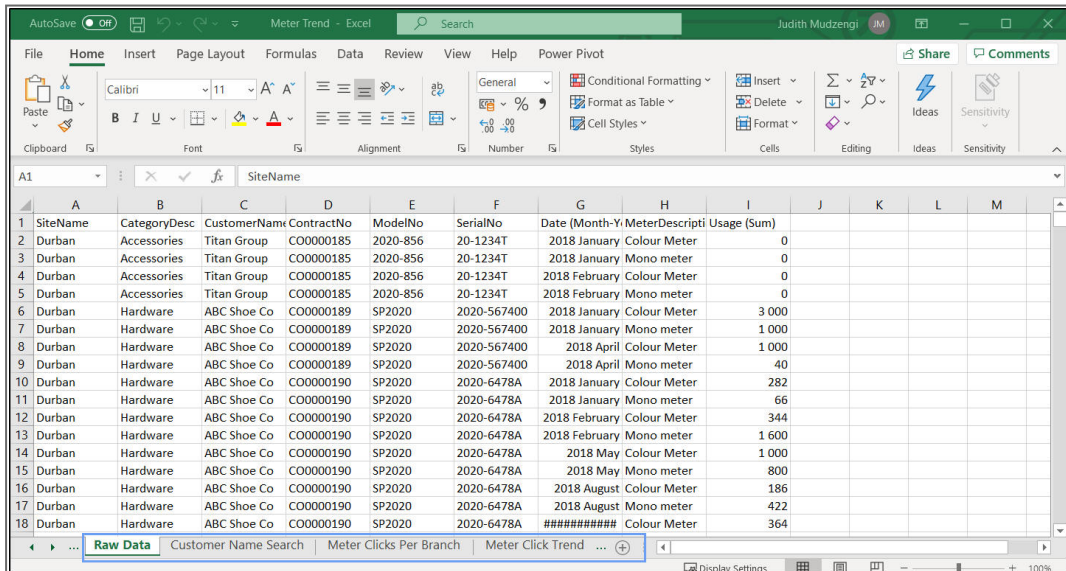 AutoSave Off Meter Trend - Excel Search Judith Mudzengi JM
File Home Insert Page Layout Formulas Data Review View Help Power Pivot Share Comments
Paste Calibri 11 A^ A˅ B I U A ab General % 9 Conditional Formatting Format as Table Cell Styles Insert Delete Format Ideas Sensitivity
Clipboard Font Alignment Number Styles Cells Editing Ideas Sensitivity
A1 fx SiteName
A B C D E F G H I J K L M
1 SiteName CategoryDesc CustomerName ContractNo ModelNo SerialNo Date (Month-Y MeterDescripti Usage (Sum)
2 Durban Accessories Titan Group CO0000185 2020-856 20-1234T 2018 January Colour Meter 0
3 Durban Accessories Titan Group CO0000185 2020-856 20-1234T 2018 January Mono meter 0
4 Durban Accessories Titan Group CO0000185 2020-856 20-1234T 2018 February Colour Meter 0
5 Durban Accessories Titan Group CO0000185 2020-856 20-1234T 2018 February Mono meter 0
6 Durban Hardware ABC Shoe Co CO0000189 SP2020 2020-567400 2018 January Colour Meter 3 000
7 Durban Hardware ABC Shoe Co CO0000189 SP2020 2020-567400 2018 January Mono meter 1 000
8 Durban Hardware ABC Shoe Co CO0000189 SP2020 2020-567400 2018 April Colour Meter 1 000
9 Durban Hardware ABC Shoe Co CO0000189 SP2020 2020-567400 2018 April Mono meter 40
10 Durban Hardware ABC Shoe Co CO0000190 SP2020 2020-6478A 2018 January Colour Meter 282
11 Durban Hardware ABC Shoe Co CO0000190 SP2020 2020-6478A 2018 January Mono meter 66
12 Durban Hardware ABC Shoe Co CO0000190 SP2020 2020-6478A 2018 February Colour Meter 344
13 Durban Hardware ABC Shoe Co CO0000190 SP2020 2020-6478A 2018 February Mono meter 1 600
14 Durban Hardware ABC Shoe Co CO0000190 SP2020 2020-6478A 2018 May Colour Meter 1 000
15 Durban Hardware ABC Shoe Co CO0000190 SP2020 2020-6478A 2018 May Mono meter 800
16 Durban Hardware ABC Shoe Co CO0000190 SP2020 2020-6478A 2018 August Colour Meter 186
17 Durban Hardware ABC Shoe Co CO0000190 SP2020 2020-6478A 2018 August Mono meter 422
18 Durban Hardware ABC Shoe Co CO0000190 SP2020 2020-6478A ########### Colour Meter 364
... Raw Data Customer Name Search Meter Clicks Per Branch Meter Click Trend ...
Display Settings 100%